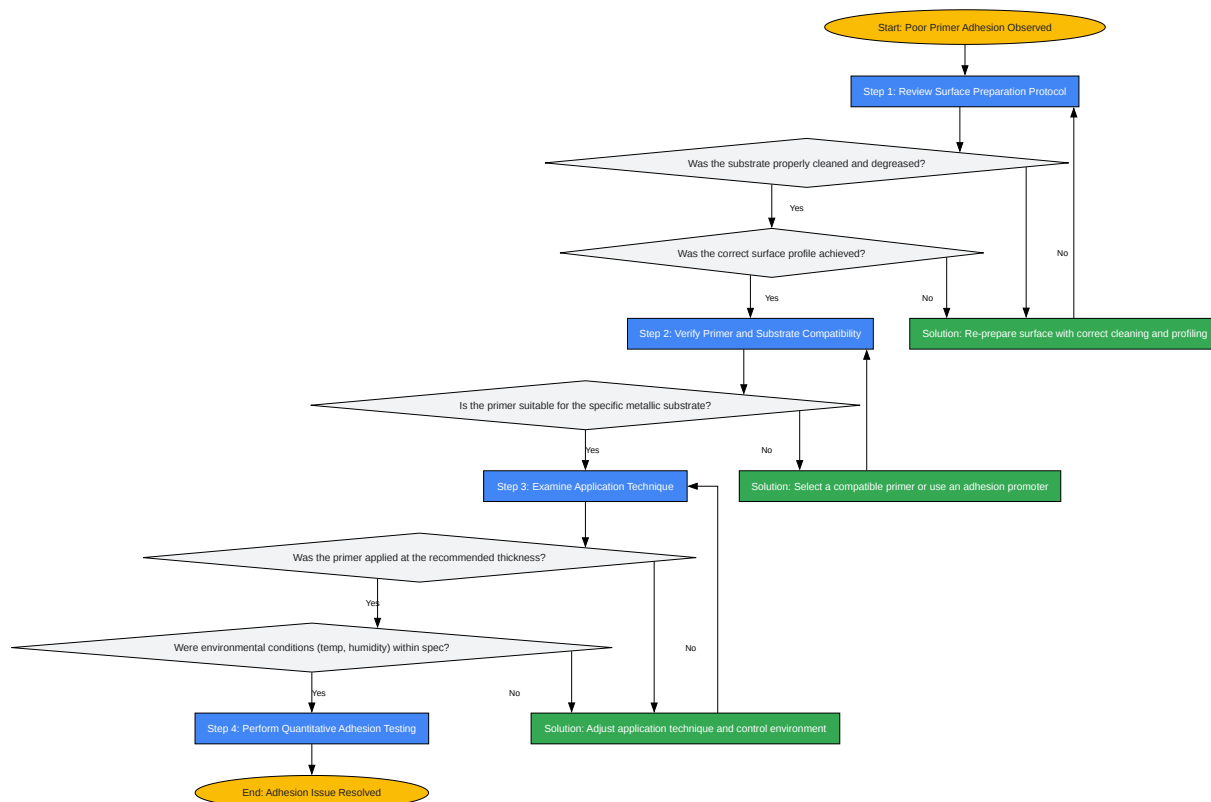 Start: Poor Primer Adhesion Observed
Step 1: Review Surface Preparation Protocol
Was the substrate properly cleaned and degreased?
Yes
No
Was the correct surface profile achieved?
Yes
No
Step 2: Verify Primer and Substrate Compatibility
Solution: Re-prepare surface with correct cleaning and profiling
Is the primer suitable for the specific metallic substrate?
Yes
No
Step 3: Examine Application Technique
Solution: Select a compatible primer or use an adhesion promoter
Was the primer applied at the recommended thickness?
Yes
No
Were environmental conditions (temp, humidity) within spec?
Yes
No
Step 4: Perform Quantitative Adhesion Testing
Solution: Adjust application technique and control environment
End: Adhesion Issue Resolved